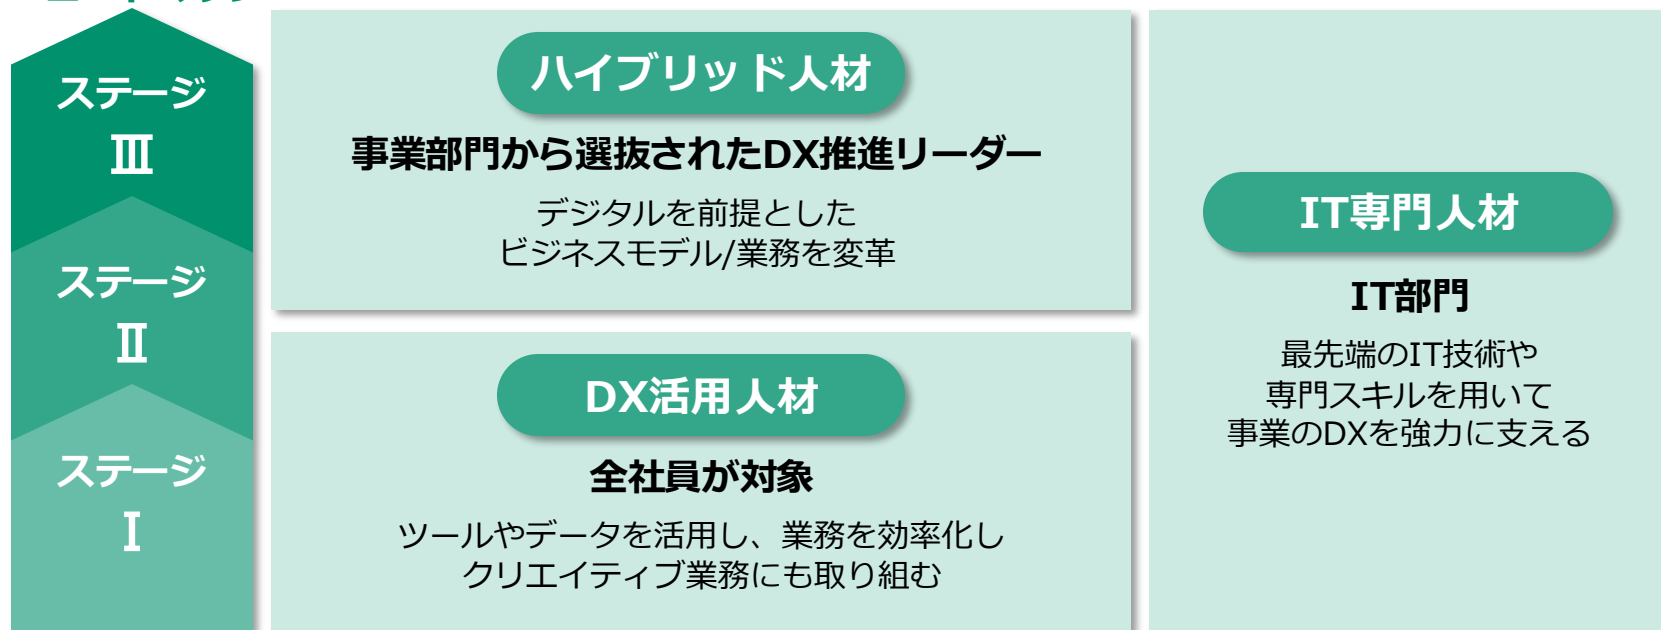 ステージ
Ⅲ
ステージ
Ⅱ
ステージ
Ⅰ
ハイブリッド人材
事業部門から選抜されたDX推進リーダー
デジタルを前提とした
ビジネスモデル/業務を変革
DX活用人材
全社員が対象
ツールやデータを活用し、業務を効率化し
クリエイティブ業務にも取り組む
IT専門人材
IT部門
最先端のIT技術や
専門スキルを用いて
事業のDXを強力に支える